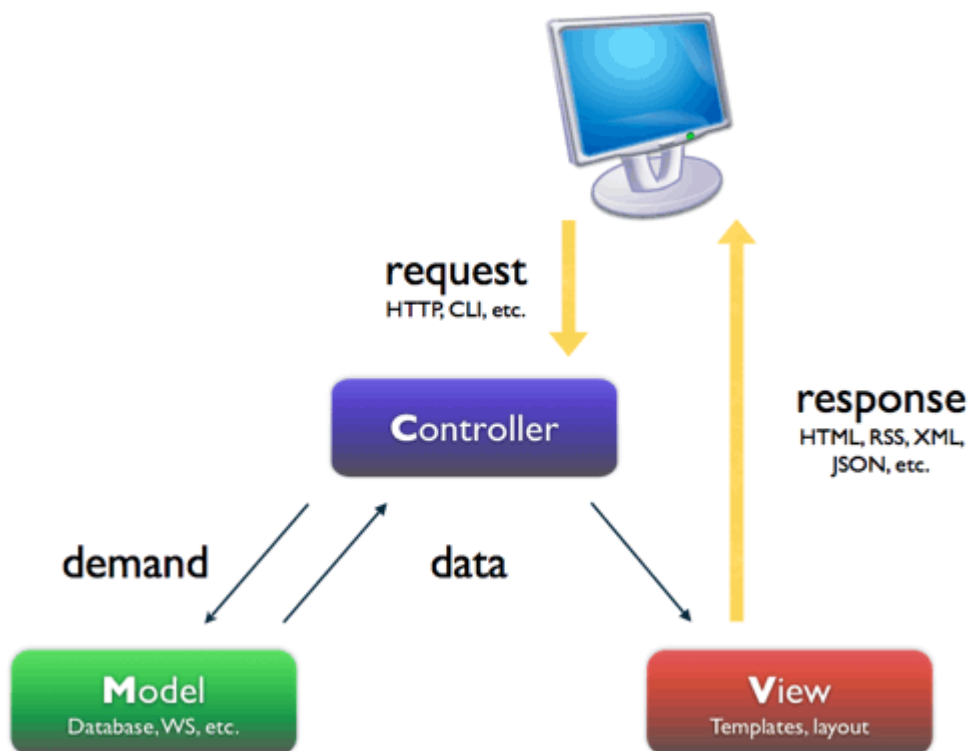 request
HTTP, CLI, etc.
Controller
response
HTML, RSS, XML,
JSON, etc.
demand
data
Model
Database, WS, etc.
View
Templates, layout